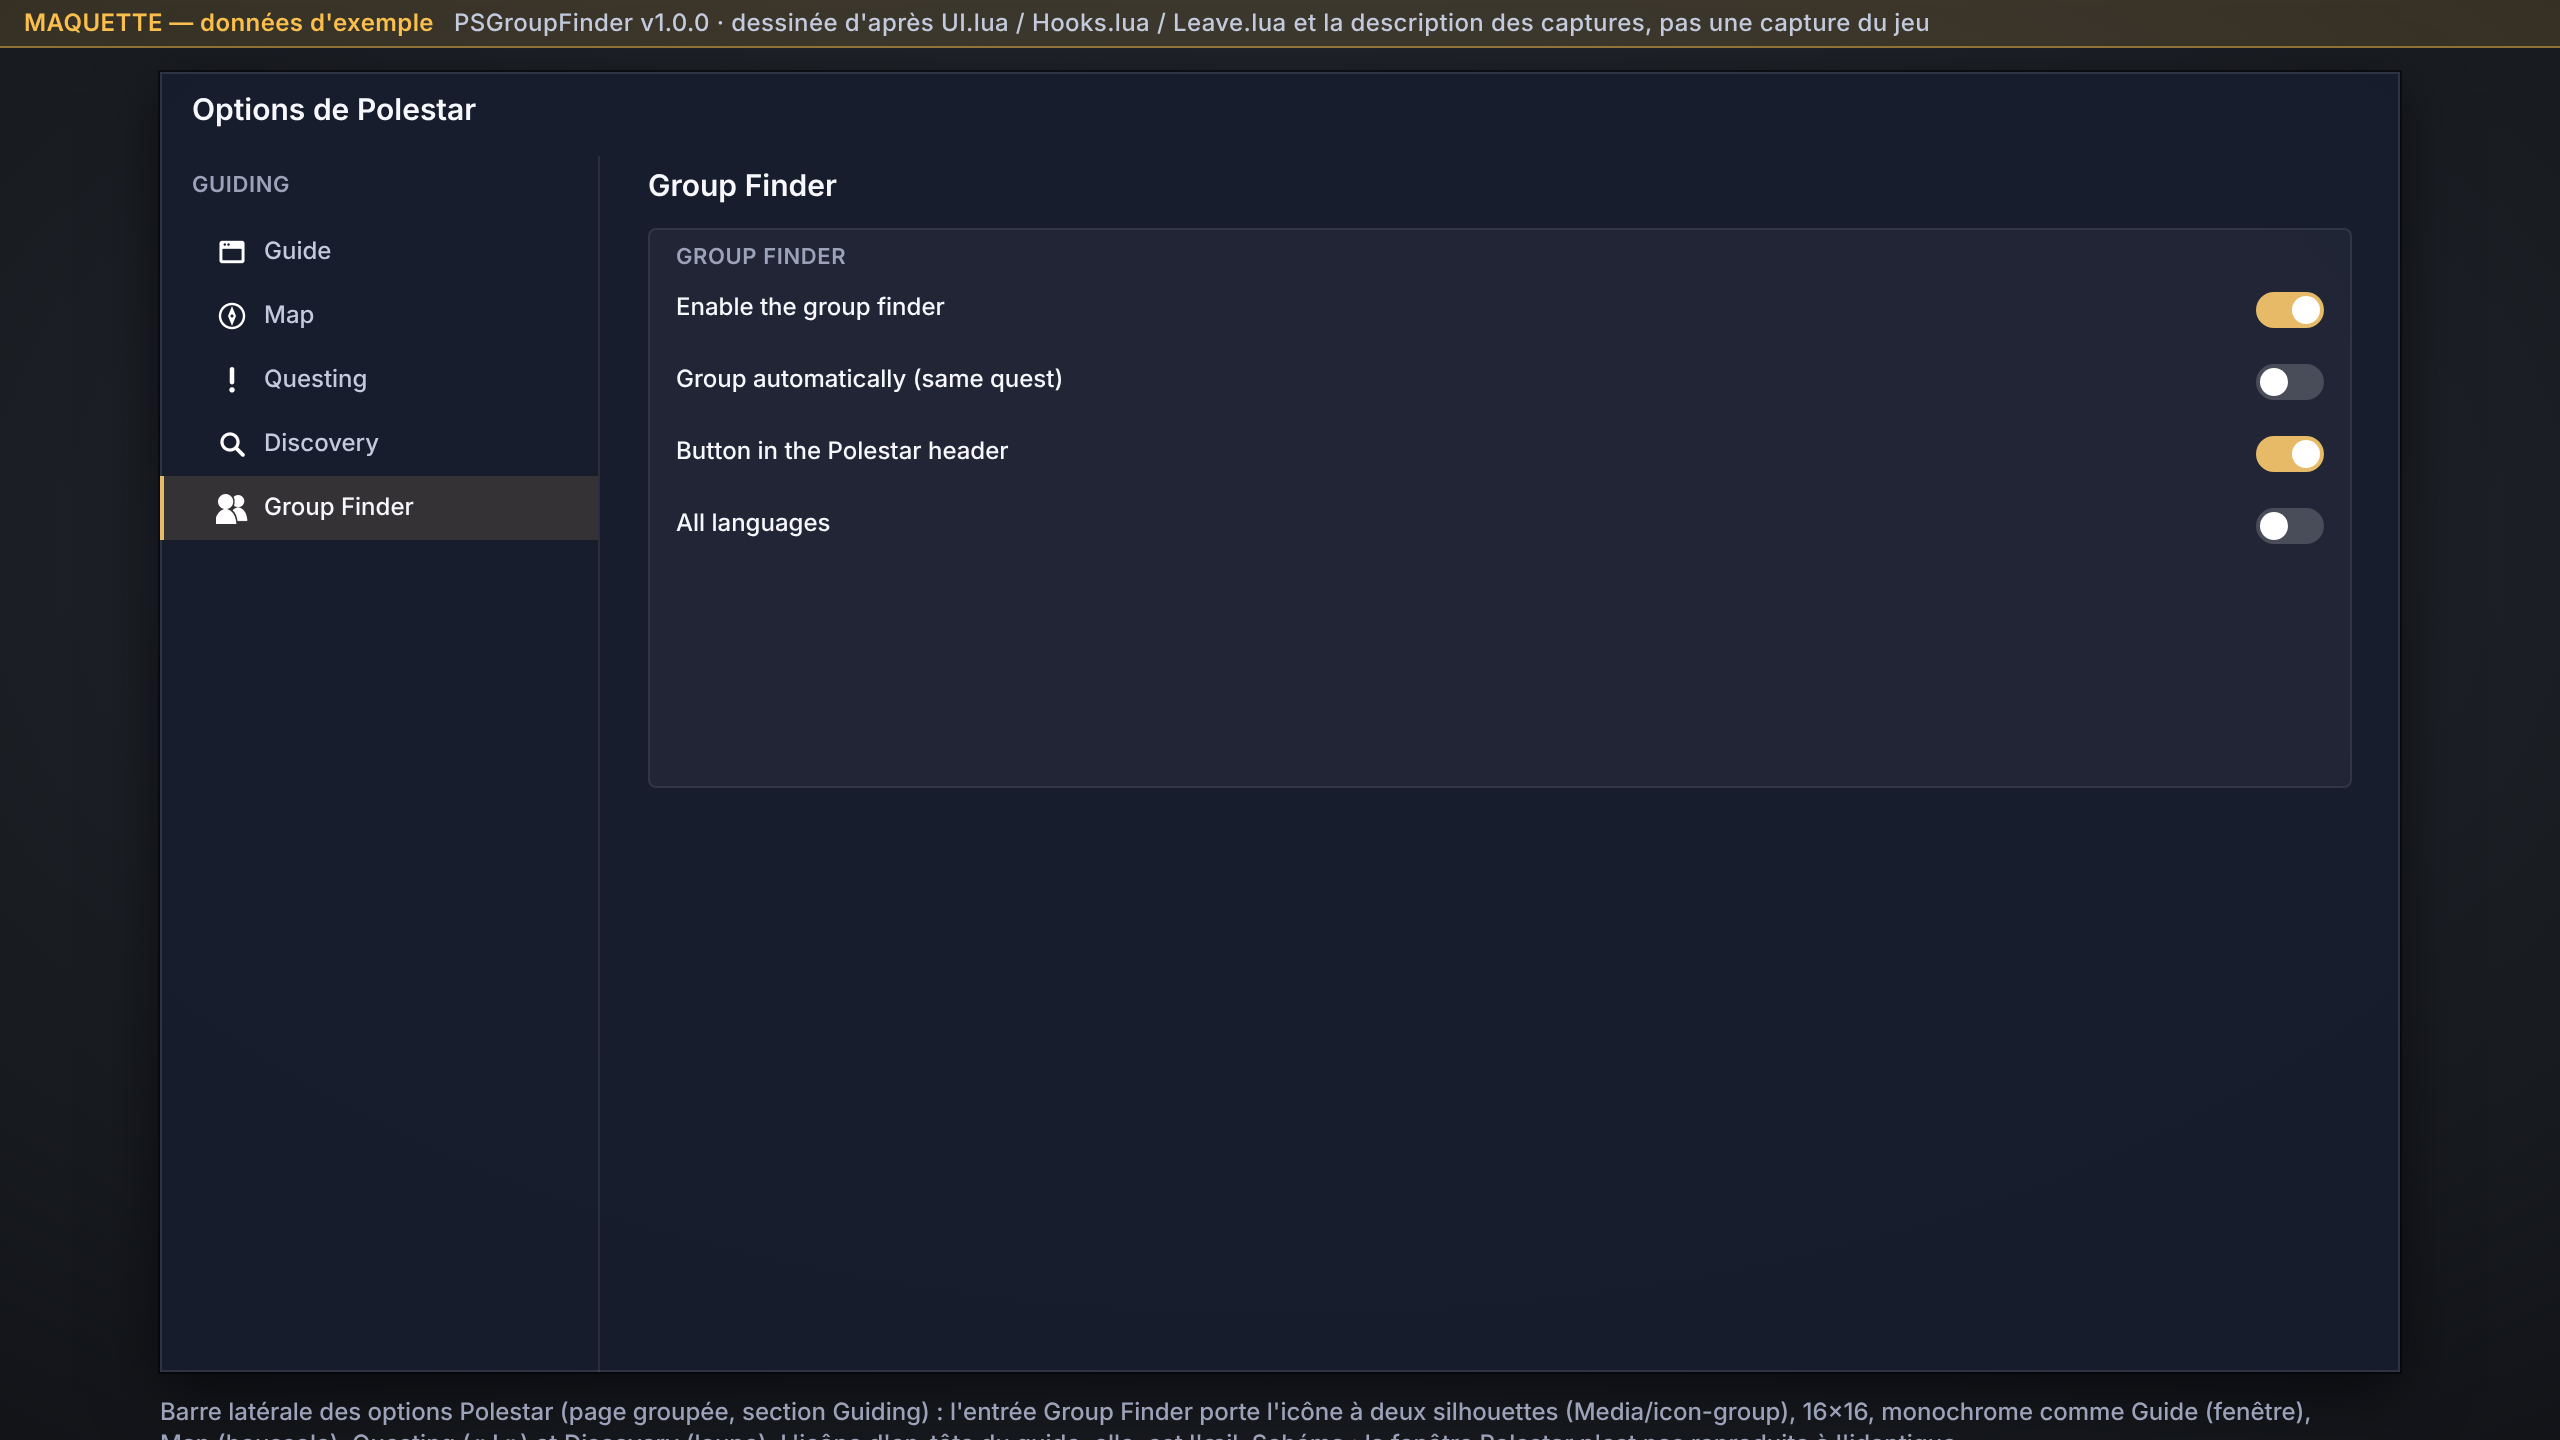 MAQUETTE — données d'exemple PSGroupFinder v1.0.0 · dessinée d'après UI.lua / Hooks.lua / Leave.lua et la description des captures, pas une capture du jeu
Options de Polestar
GUIDING
Guide
Map
Questing
Discovery
Group Finder
Group Finder
GROUP FINDER
Enable the group finder
Group automatically (same quest)
Button in the Polestar header
All languages
Barre latérale des options Polestar (page groupée, section Guiding) : l'entrée Group Finder porte l'icône à deux silhouettes (Media/icon-group), 16×16, monochrome comme Guide (fenêtre),